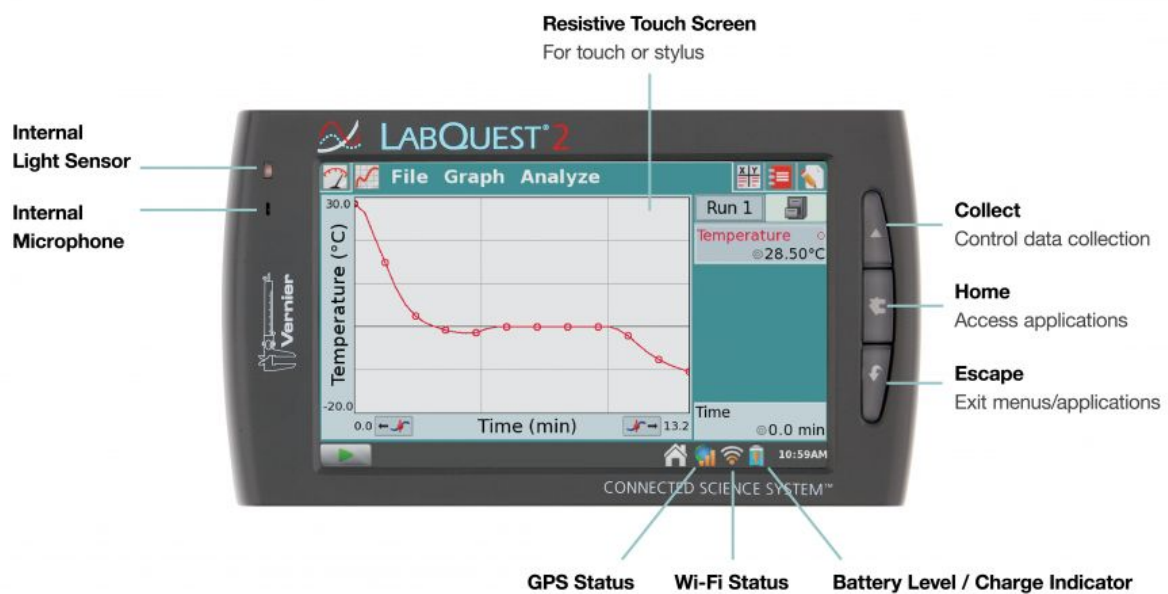 Resistive Touch Screen
For touch or stylus
Internal
Light Sensor
Internal
Microphone
LABQUEST® 2
File Graph Analyze
X Y
30.0
Temperature (°C)
-20.0
0.0
Time (min)
13.2
Run 1
Temperature
28.50°C
Time
0.0 min
10:59AM
Vernier
CONNECTED SCIENCE SYSTEM™
Collect
Control data collection
Home
Access applications
Escape
Exit menus/applications
GPS Status
Wi-Fi Status
Battery Level / Charge Indicator